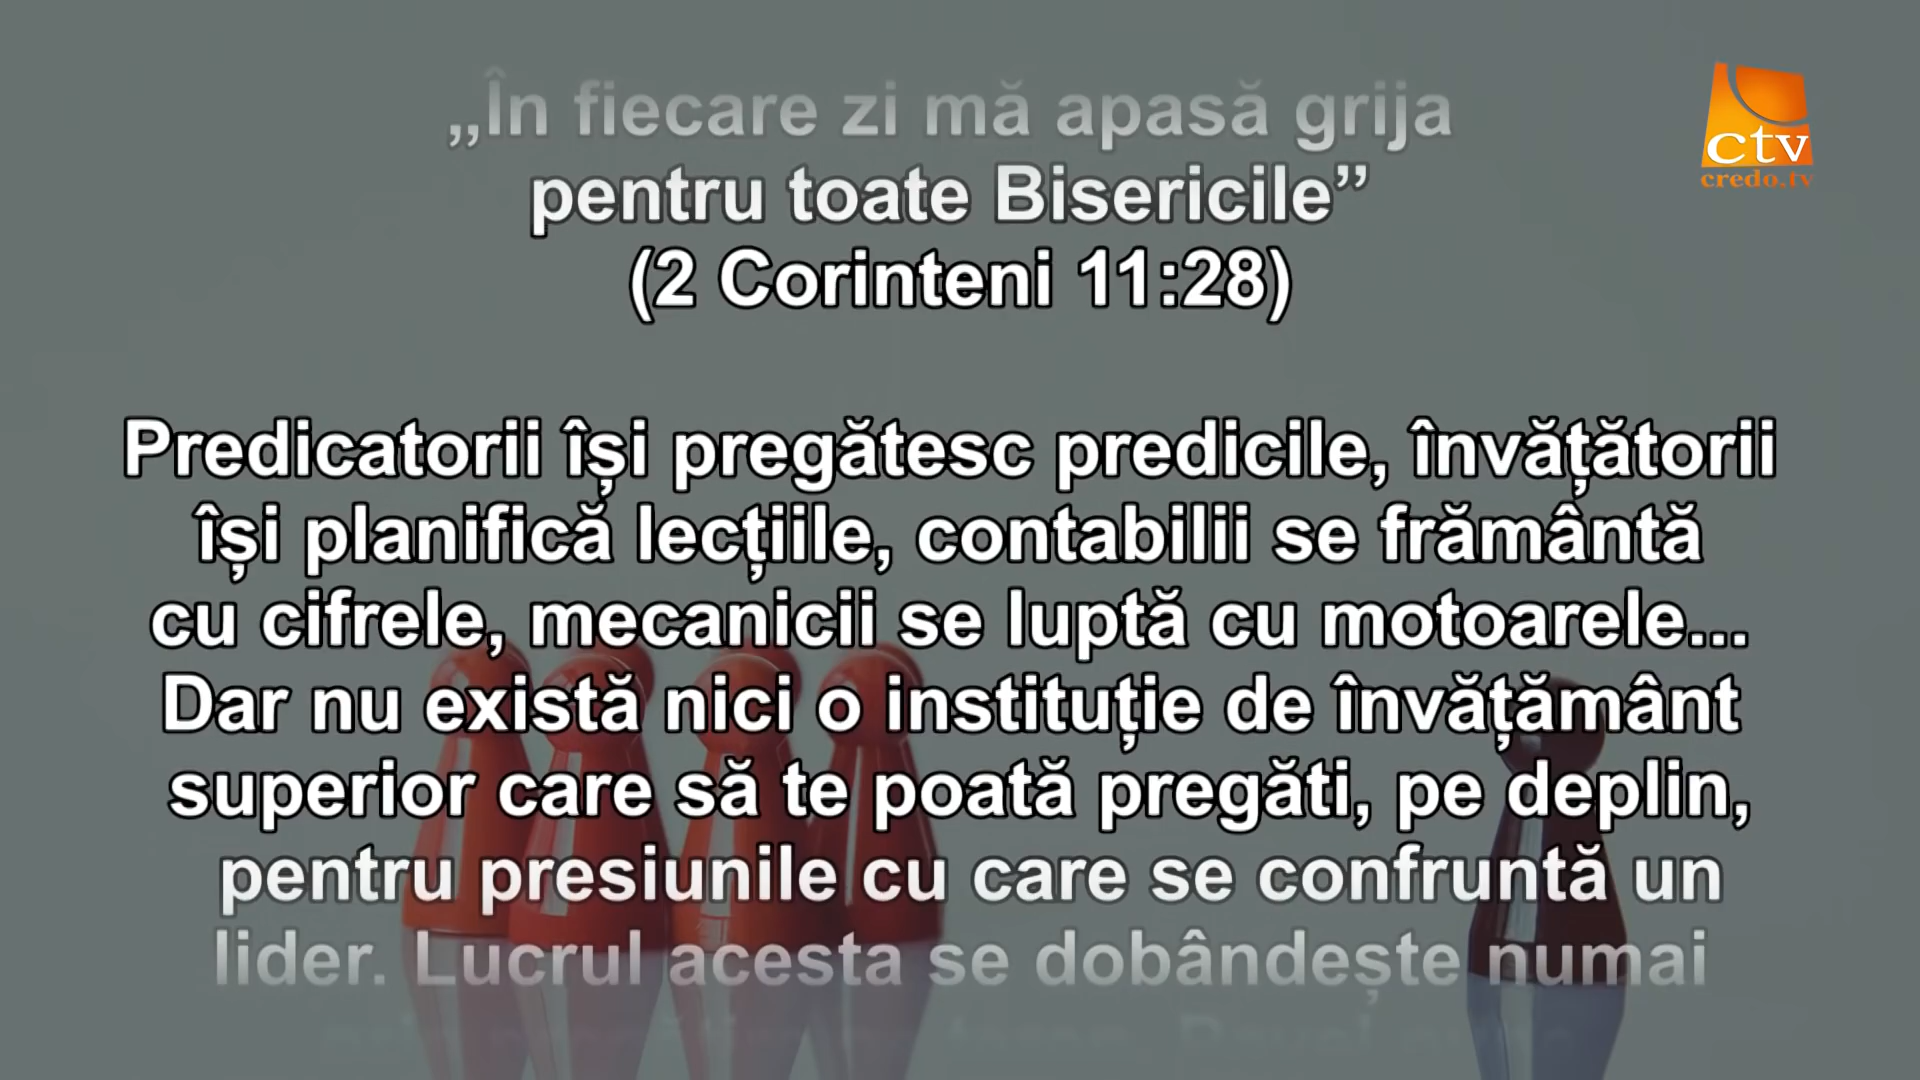 „În fiecare zi mă apasă grija
pentru toate Bisericile”
(2 Corinteni 11:28)
Predicatorii își pregătesc predicile, învățătorii
își planifică lecțiile, contabilii se frământă
cu cifrele, mecanicii se luptă cu motoarele...
Dar nu există nici o instituție de învățământ
superior care să te poată pregăti, pe deplin,
pentru presiunile cu care se confruntă un
lider. Lucrul acesta se dobândește numai
ctv
credo.tv